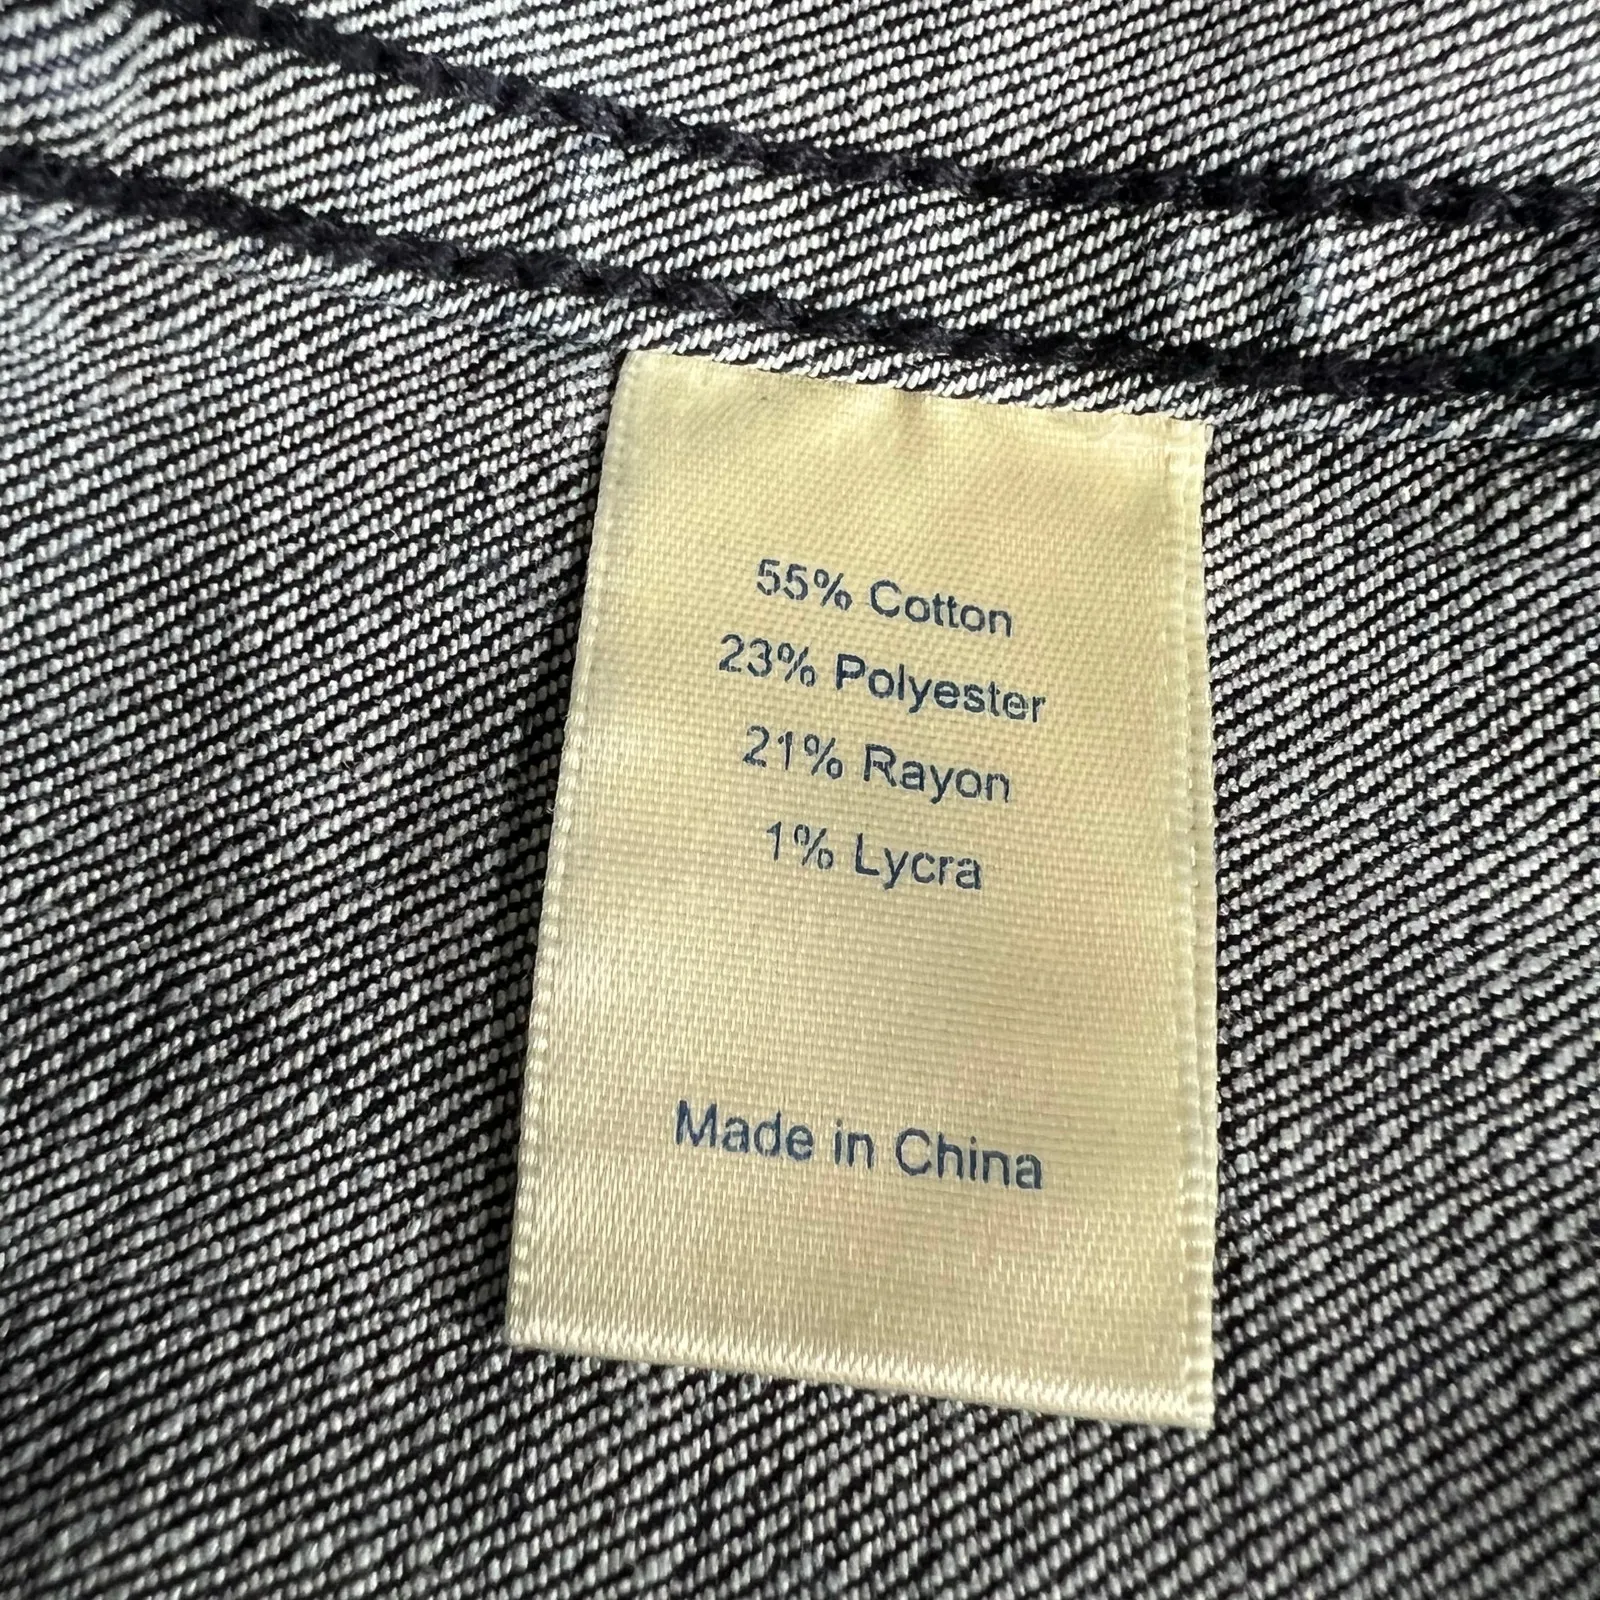 55% Cotton
23% Polyester
21% Rayon
1% Lycra
Made in China